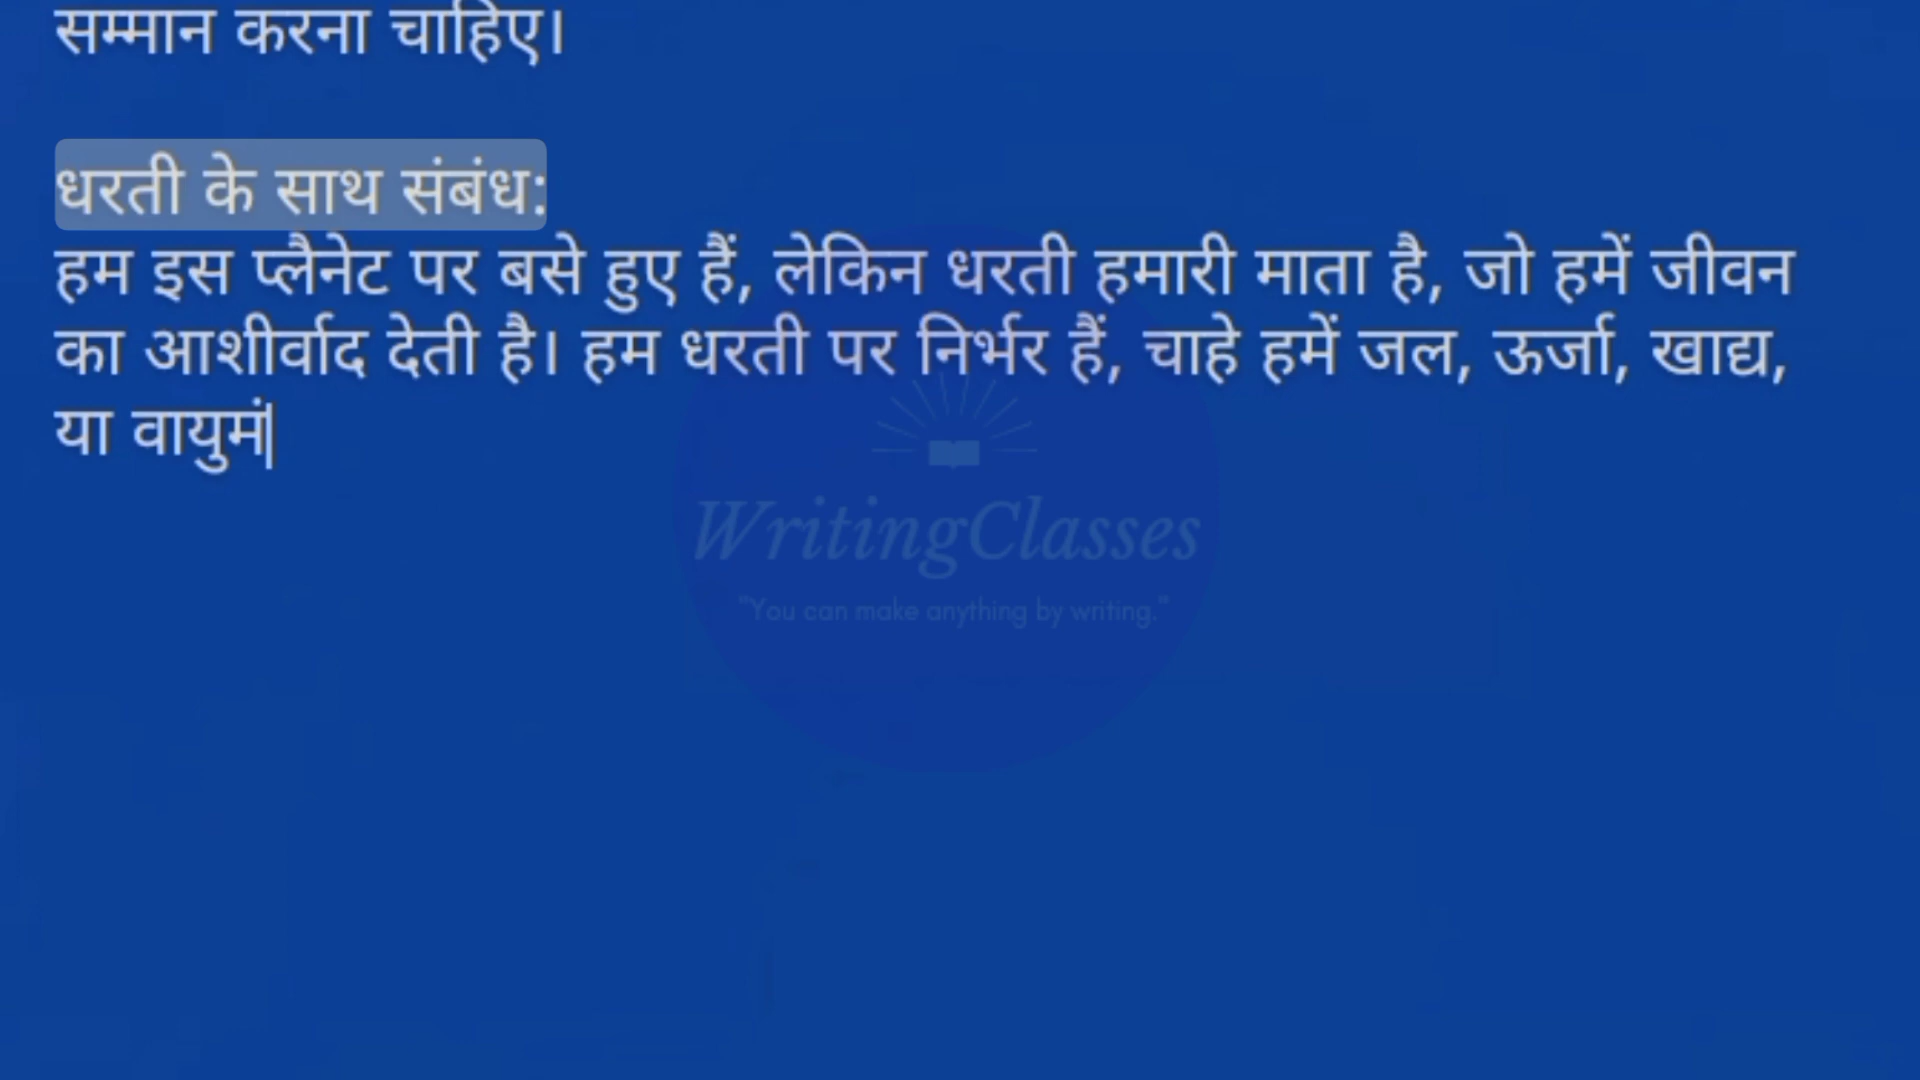 सम्मान करना चाहिए।
धरती के साथ संबंध:
हम इस प्लैनेट पर बसे हुए हैं, लेकिन धरती हमारी माता है, जो हमें जीवन
का आशीर्वाद देती है। हम धरती पर निर्भर हैं, चाहे हमें जल, ऊर्जा, खाद्य,
या वायुमं
WritingClasses
"You can make anything by writing."